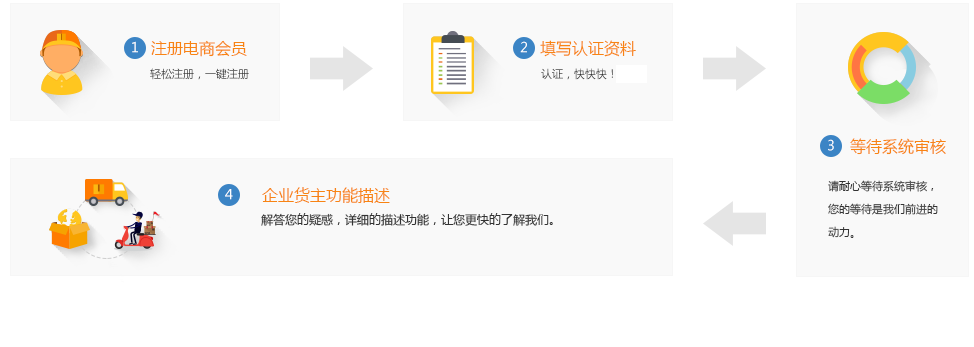 1 注册电商会员
轻松注册，一键注册
2 填写认证资料
认证，快快快！
3 等待系统审核
请耐心等待系统审核，
您的等待是我们前进的
动力。
4 企业货主功能描述
解答您的疑惑，详细的描述功能，让您更快的了解我们。